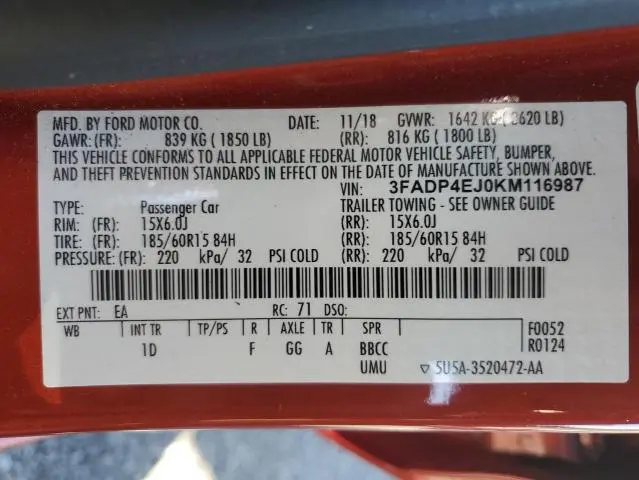 MFD. BY FORD MOTOR CO. DATE: 11/18 GVWR: 1642 KG ( 3620 LB)
GAWR: (FR): 839 KG ( 1850 LB) (RR): 816 KG ( 1800 LB)
THIS VEHICLE CONFORMS TO ALL APPLICABLE FEDERAL MOTOR VEHICLE SAFETY, BUMPER,
AND THEFT PREVENTION STANDARDS IN EFFECT ON THE DATE OF MANUFACTURE SHOWN ABOVE.
VIN: 3FADP4EJ0KM116987
TYPE: Passenger Car TRAILER TOWING - SEE OWNER GUIDE
RIM: (FR): 15X6.0J (RR): 15X6.0J
TIRE: (FR): 185/60R15 84H (RR): 185/60R15 84H
PRESSURE: (FR): 220 kPa/ 32 PSI COLD (RR): 220 kPa/ 32 PSI COLD
EXT PNT: EA RC: 71 DSO:
WB INT TR TP/PS R AXLE TR SPR F0052
1D F GG A BBCC R0124
UMU ▽ 5U5A-3520472-AA